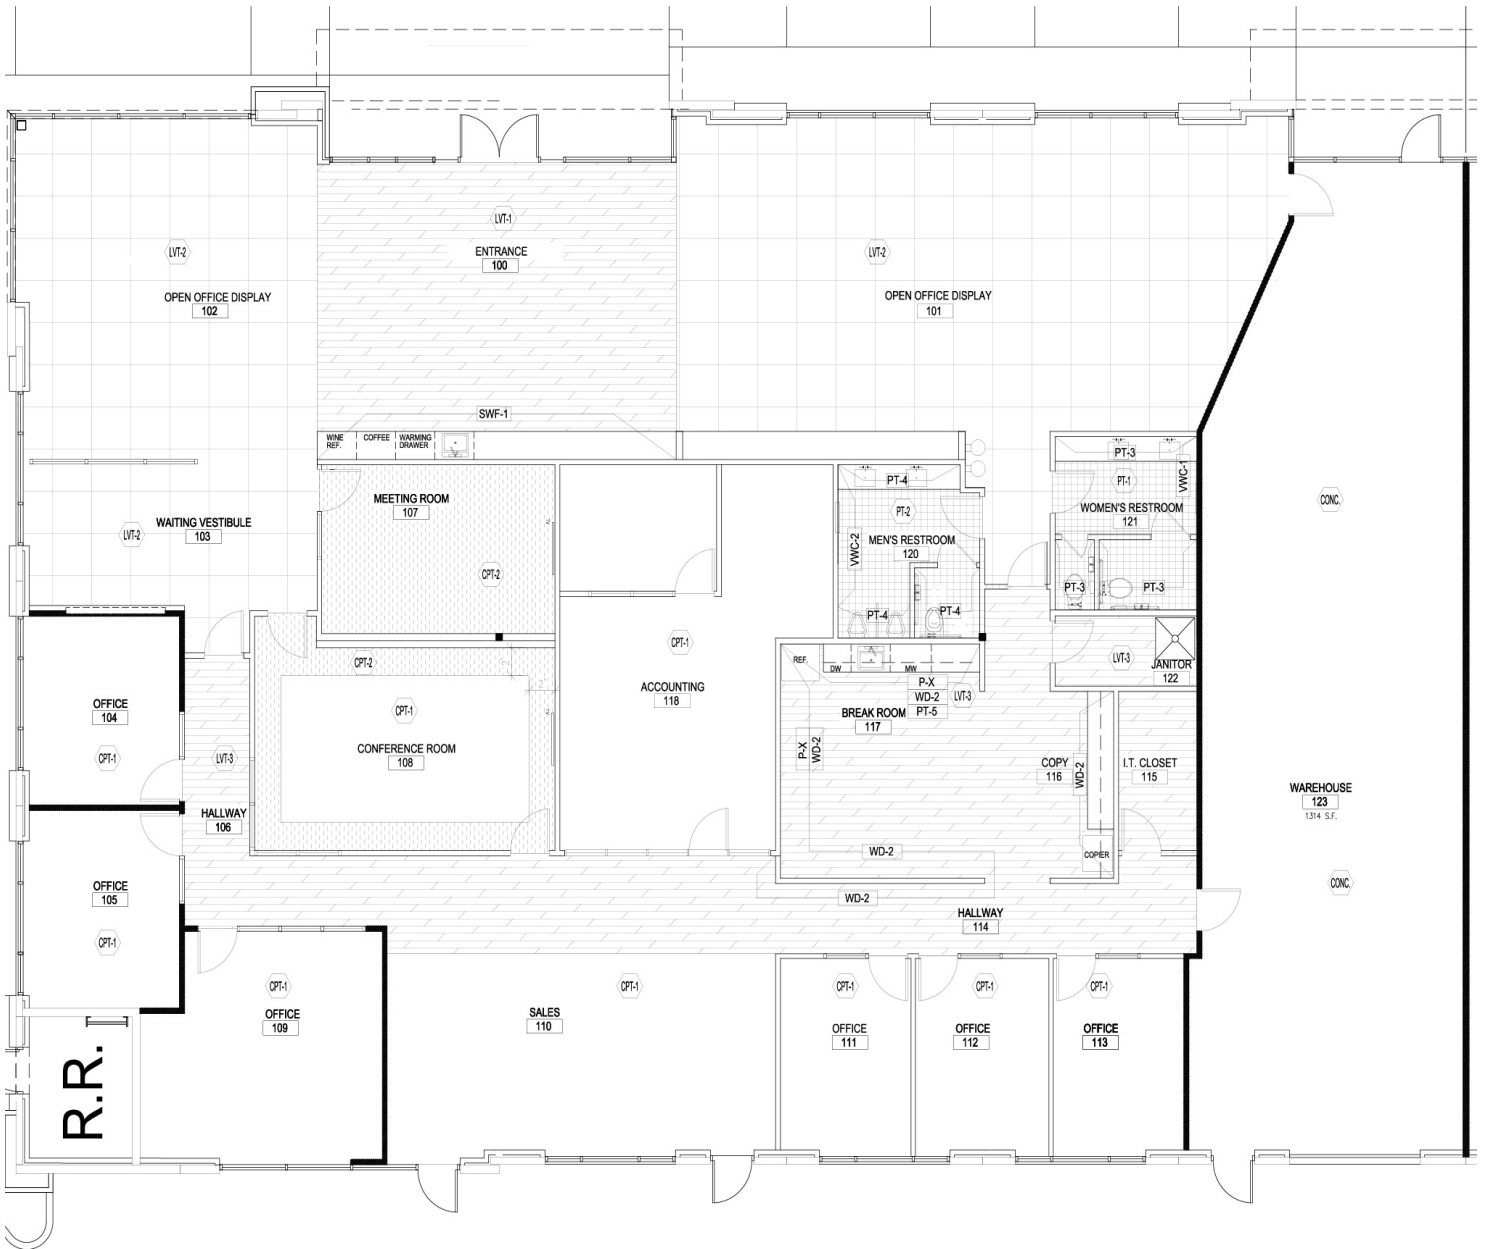 LVT-1
ENTRANCE
100
LVT-2
OPEN OFFICE DISPLAY
102
LVT-2
OPEN OFFICE DISPLAY
101
SWF-1
WINE
REF.
COFFEE
WARMING
DRAWER
MEETING ROOM
107
CPT-2
LVT-2
WAITING VESTIBULE
103
PT-4
PT-2
MEN'S RESTROOM
120
VWC-2
PT-4
PT-4
PT-3
PT-1
VWC-1
WOMEN'S RESTROOM
121
PT-3
PT-3
CONC.
CPT-2
CPT-1
CONFERENCE ROOM
108
2'
2'
CPT-1
ACCOUNTING
118
REF.
DW
MW
P-X
WD-2
PT-5
LVT-3
BREAK ROOM
117
P-X
WD-2
LVT-3
JANITOR
122
COPY
116
WD-2
I.T. CLOSET
115
COPIER
WD-2
WD-2
OFFICE
104
CPT-1
LVT-3
HALLWAY
106
WAREHOUSE
123
1314 S.F.
CONC.
OFFICE
105
CPT-1
HALLWAY
114
CPT-1
OFFICE
109
CPT-1
SALES
110
CPT-1
OFFICE
111
CPT-1
OFFICE
112
CPT-1
OFFICE
113
R.R.